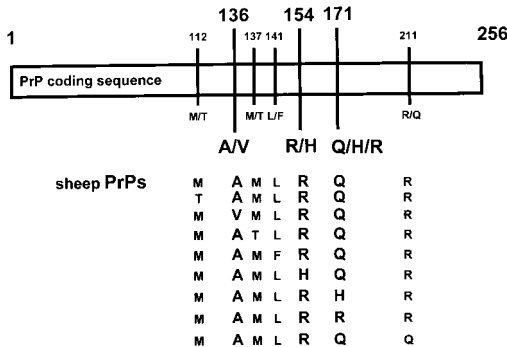 136 154 171
1 112 137 141 211 256
PrP coding sequence
M/T M/T L/F R/Q
A/V R/H Q/H/R
sheep PrPs M A M L R Q R
T A M L R Q R
M V M L R Q R
M A T L R Q R
M A M F R Q R
M A M L H Q R
M A M L R H R
M A M L R R R
M A M L R Q Q